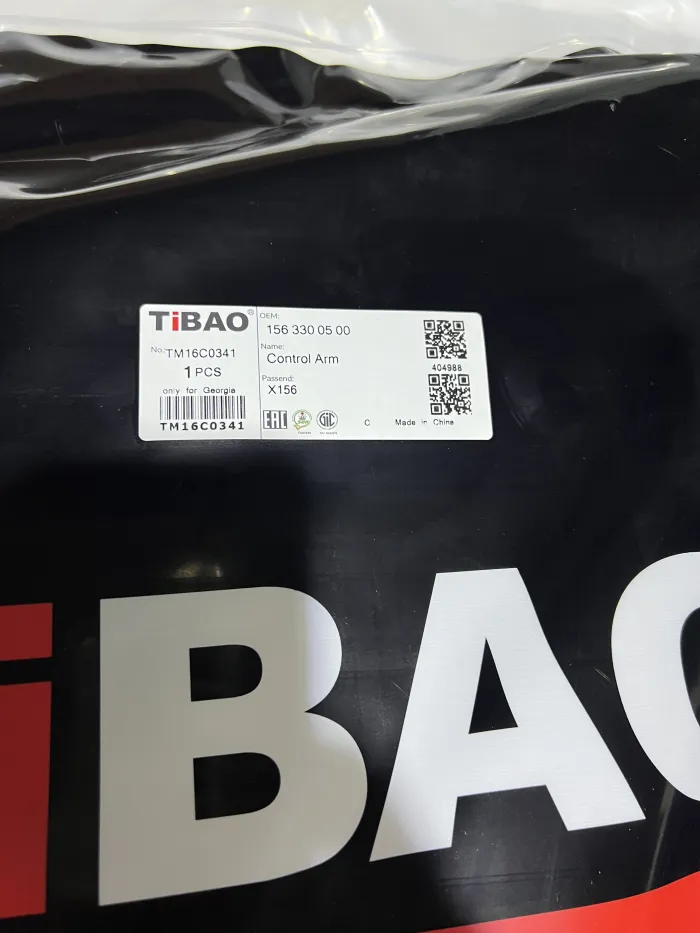 TiBAO®
No.: TM16C0341
1 PCS
only for Georgia
TM16C0341
OEM:
156 330 05 00
Name:
Control Arm
Passend:
X156
EAC
GiC
C
Made in China
404988
iBAO